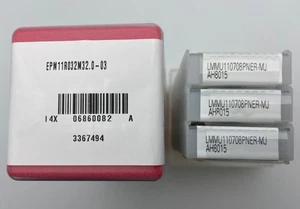 EPW11R032M32.0-03
I4X 06860082 A
3367494
LMMU110708PNER-MJ
AH8015
LMMU110708PNER-MJ
AH8015
LMMU110708PNER-MJ
AH8015